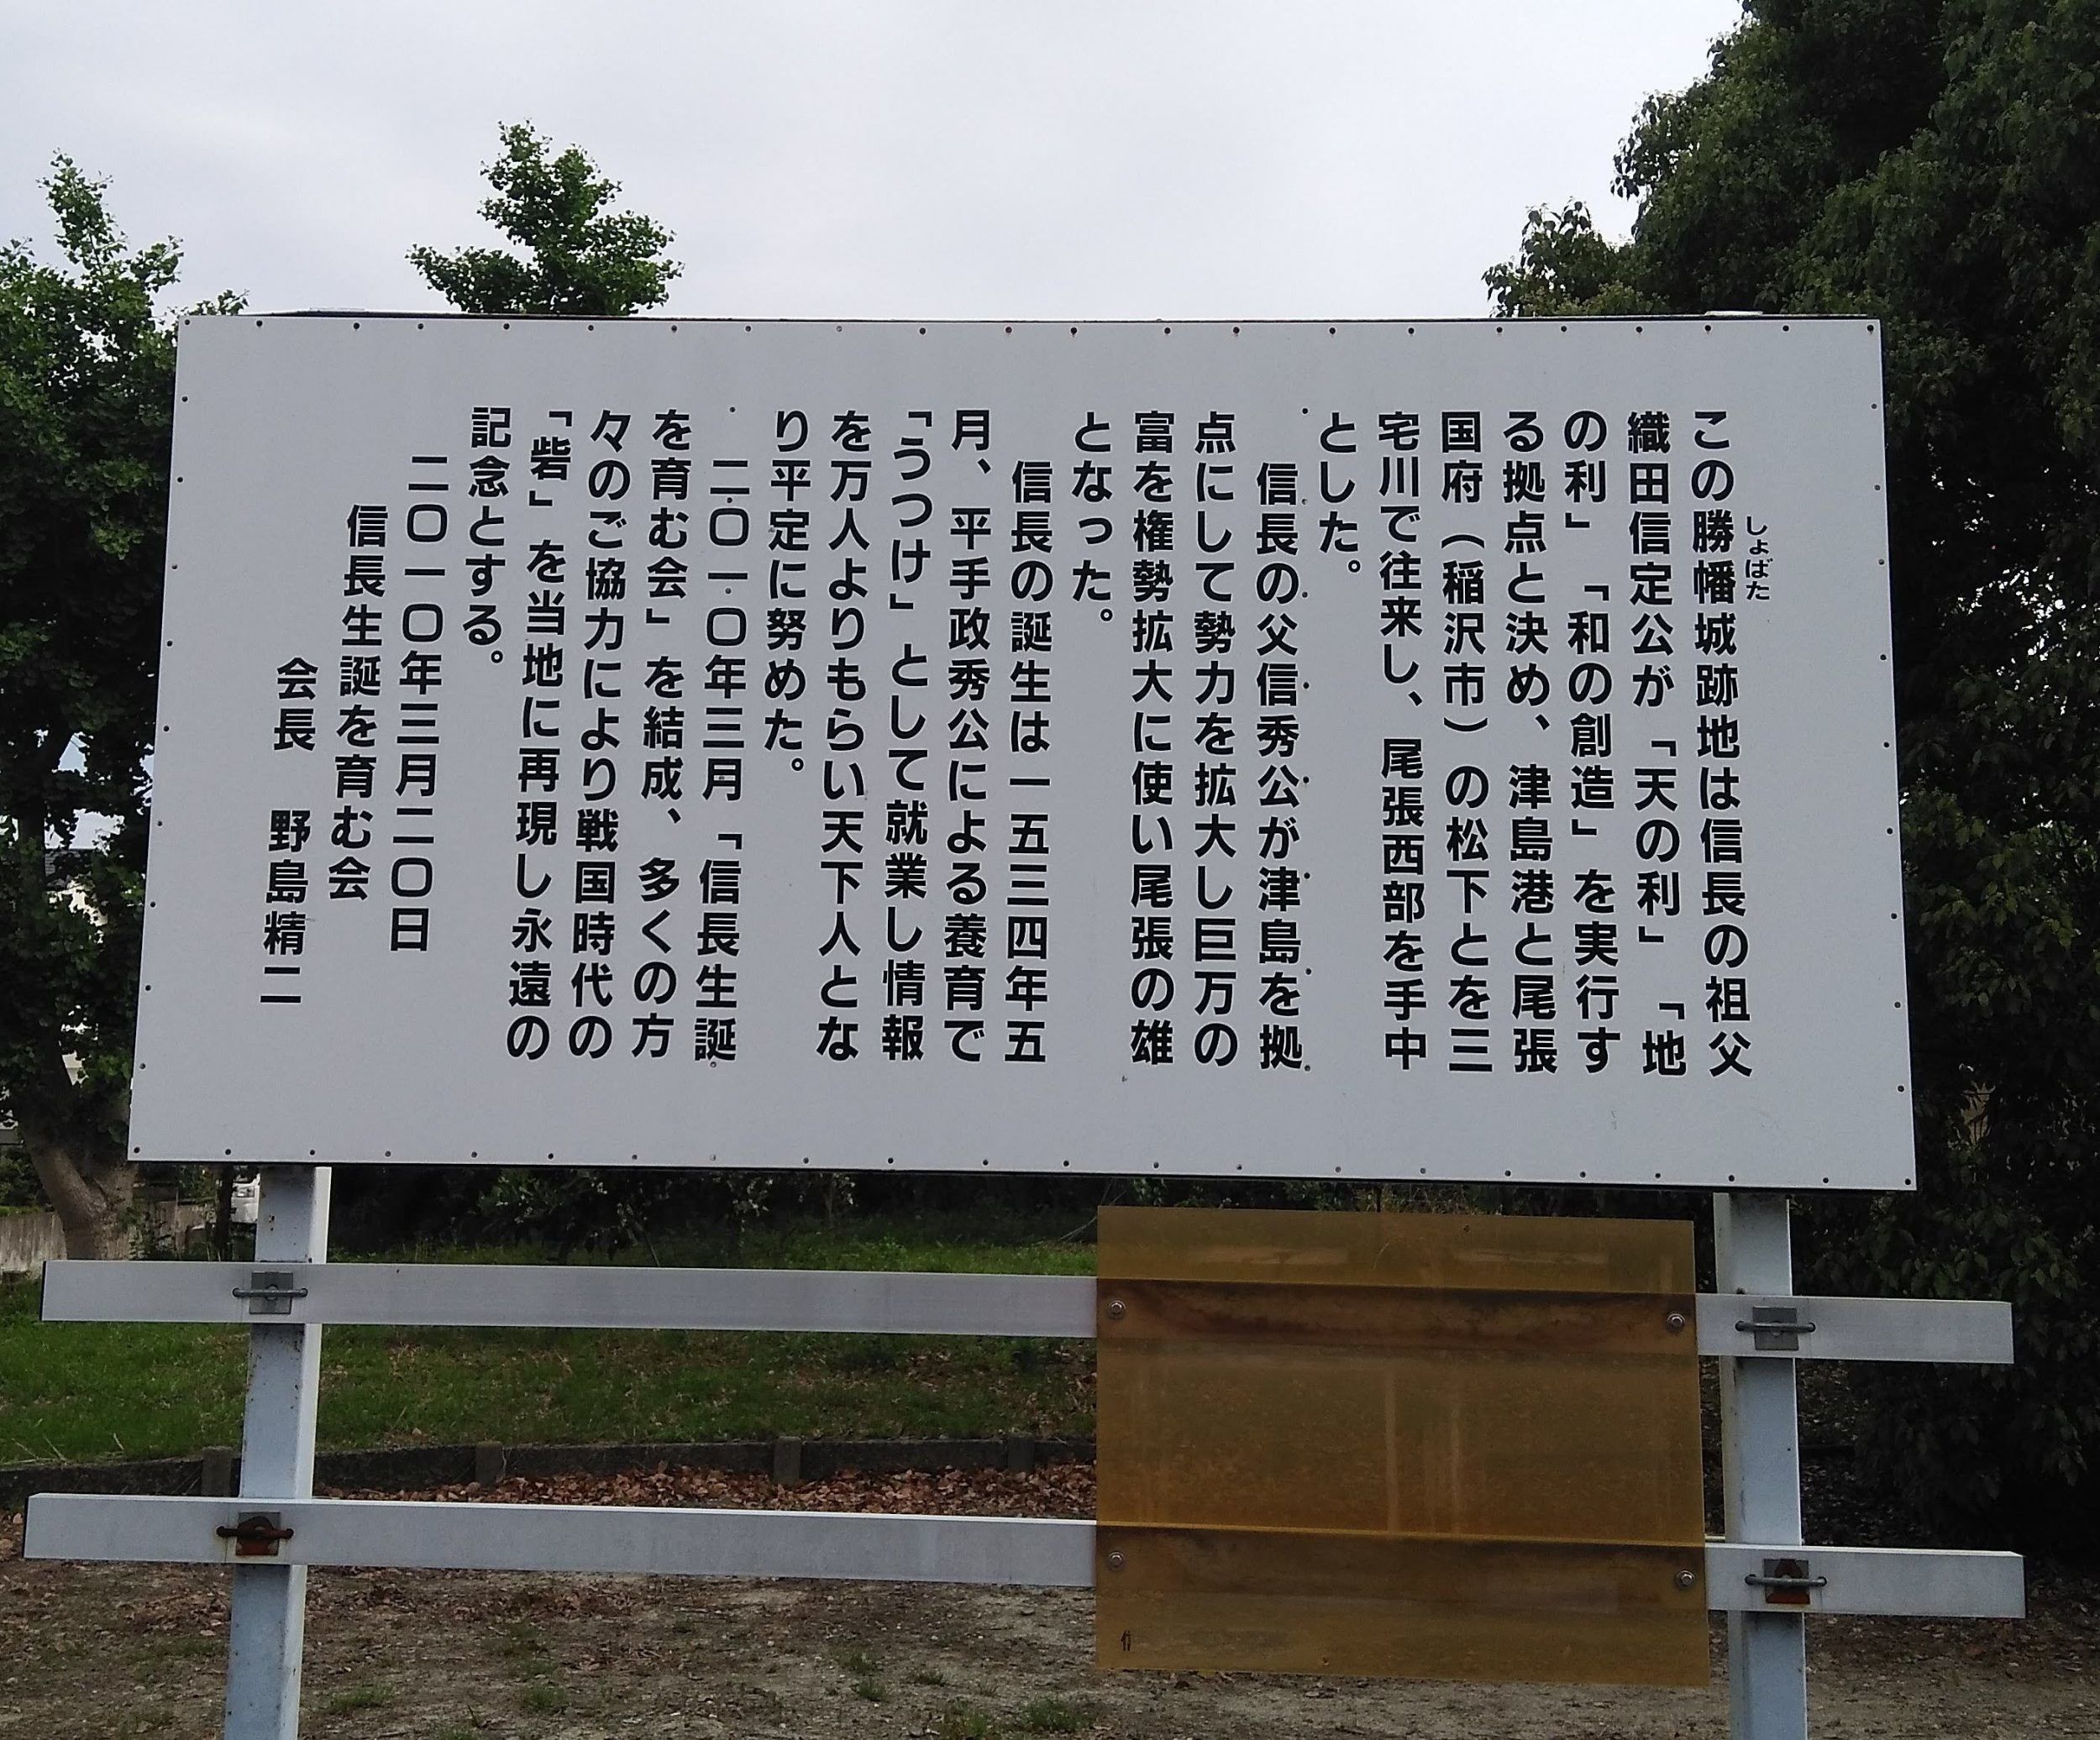 この勝幡城跡地は信長の祖父
しょばた
織田信定公が「天の利」「地
の利」「和の創造」を実行す
る拠点と決め、津島港と尾張
国府（稲沢市）の松下とを三
宅川で往来し、尾張西部を手中
とした。
信長の父信秀公が津島を拠
点にして勢力を拡大し巨万の
富を権勢拡大に使い尾張の雄
となった。
信長の誕生は一五三四年五
月、平手政秀公による養育で
「うつけ」として就業し情報
を万人よりもらい天下人とな
り平定に努めた。
二〇一〇年三月「信長生誕
を育む会」を結成、多くの方
々のご協力により戦国時代の
「砦」を当地に再現し永遠の
記念とする。
二〇一〇年三月二〇日
信長生誕を育む会
会長　野島精二